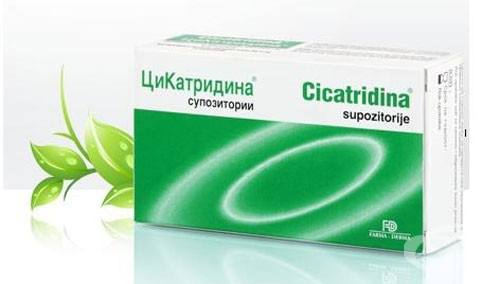 ЦиКатридина®
супозитории
Cicatridina®
supozitorije
FD
FARMA-DERMA